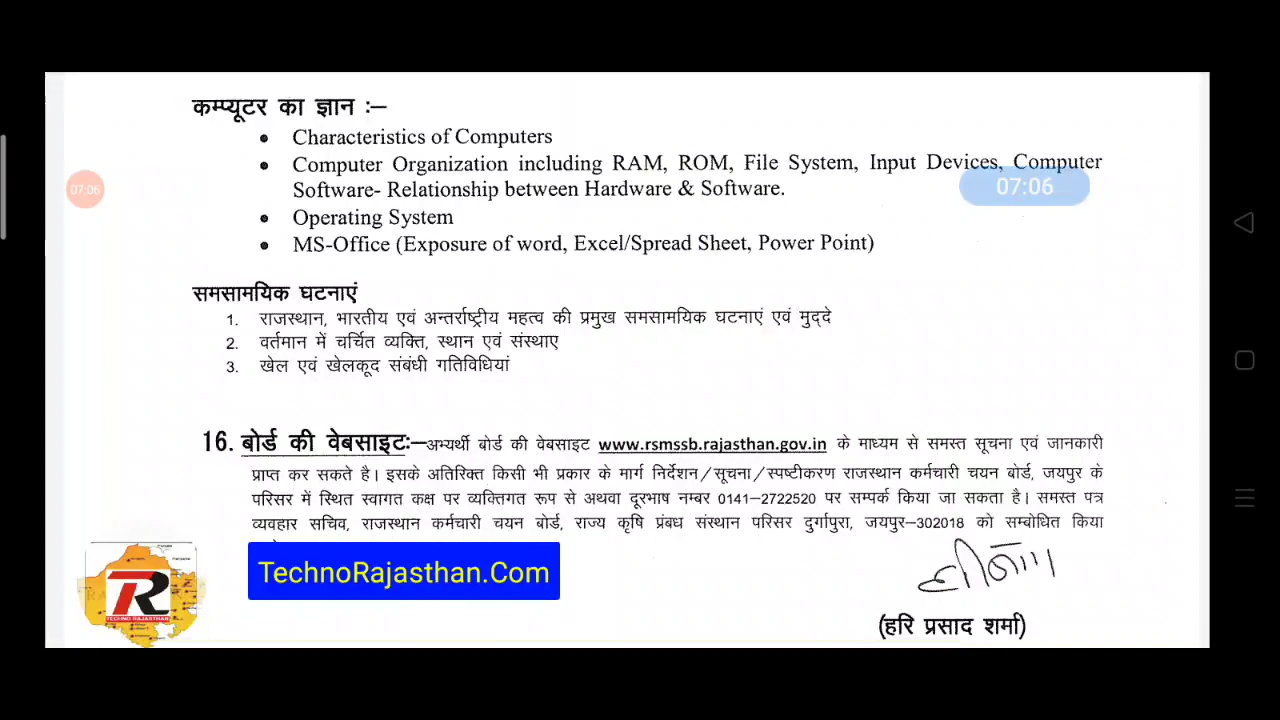 कम्प्यूटर का ज्ञान :–
• Characteristics of Computers
• Computer Organization including RAM, ROM, File System, Input Devices, Computer
Software- Relationship between Hardware & Software.
07:06
07:06
• Operating System
• MS-Office (Exposure of word, Excel/Spread Sheet, Power Point)
समसामयिक घटनाएं
1. राजस्थान, भारतीय एवं अन्तर्राष्ट्रीय महत्व की प्रमुख समसामयिक घटनाएं एवं मुद्दे
2. वर्तमान में चर्चित व्यक्ति, स्थान एवं संस्थाए
3. खेल एवं खेलकूद संबंधी गतिविधियां
16. बोर्ड की वेबसाइटः–अभ्यर्थी बोर्ड की वेबसाइट www.rsmssb.rajasthan.gov.in के माध्यम से समस्त सूचना एवं जानकारी
प्राप्त कर सकते है। इसके अतिरिक्त किसी भी प्रकार के मार्ग निर्देशन/सूचना/स्पष्टीकरण राजस्थान कर्मचारी चयन बोर्ड, जयपुर के
परिसर में स्थित स्वागत कक्ष पर व्यक्तिगत रूप से अथवा दूरभाष नम्बर 0141–2722520 पर सम्पर्क किया जा सकता है। समस्त पत्र
व्यवहार सचिव, राजस्थान कर्मचारी चयन बोर्ड, राज्य कृषि प्रंबध संस्थान परिसर दुर्गापुरा, जयपुर–302018 को सम्बोधित किया
TechnoRajasthan.Com
TECHNO RAJASTHAN
(हरि प्रसाद शर्मा)